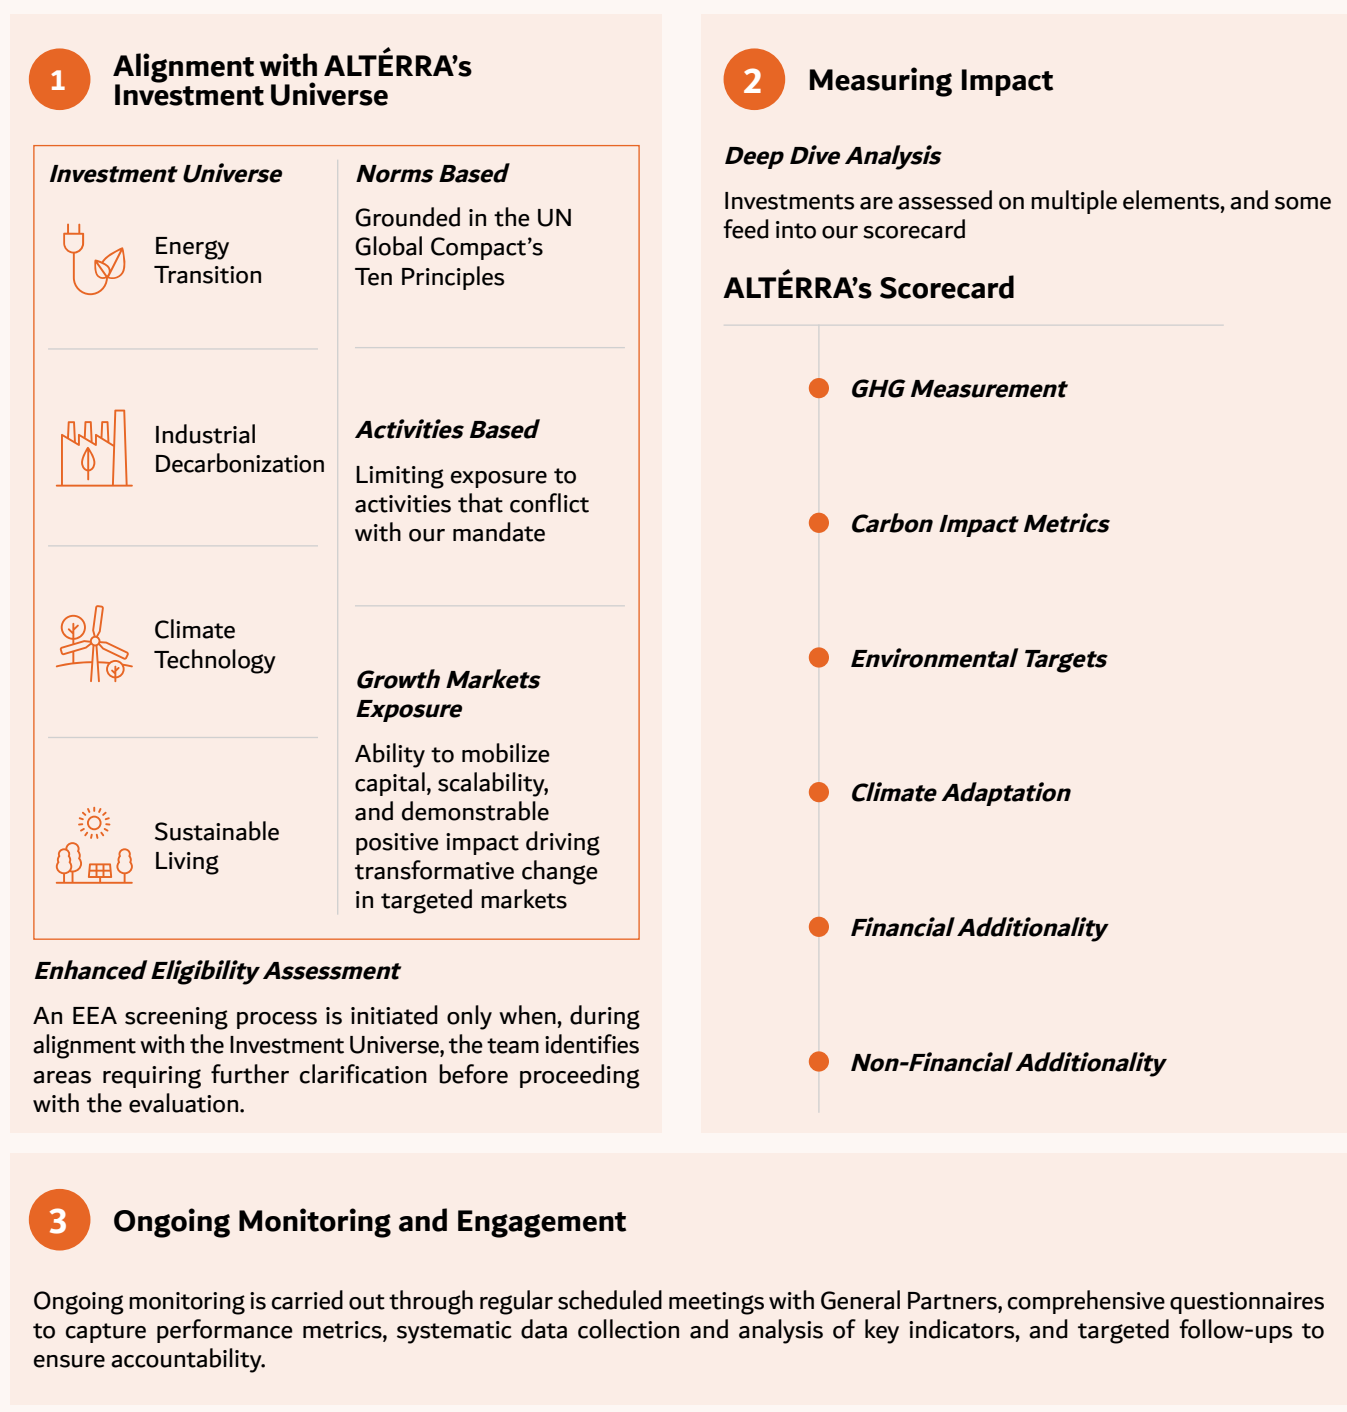 1
Alignment with ALTÉRRA's
Investment Universe
Investment Universe
Energy
Transition
Industrial
Decarbonization
Climate
Technology
Sustainable
Living
Norms Based
Grounded in the UN
Global Compact's
Ten Principles
Activities Based
Limiting exposure to
activities that conflict
with our mandate
Growth Markets
Exposure
Ability to mobilize
capital, scalability,
and demonstrable
positive impact driving
transformative change
in targeted markets
Enhanced Eligibility Assessment
An EEA screening process is initiated only when, during
alignment with the Investment Universe, the team identifies
areas requiring further clarification before proceeding
with the evaluation.
2
Measuring Impact
Deep Dive Analysis
Investments are assessed on multiple elements, and some
feed into our scorecard
ALTÉRRA's Scorecard
GHG Measurement
Carbon Impact Metrics
Environmental Targets
Climate Adaptation
Financial Additionality
Non-Financial Additionality
3
Ongoing Monitoring and Engagement
Ongoing monitoring is carried out through regular scheduled meetings with General Partners, comprehensive questionnaires
to capture performance metrics, systematic data collection and analysis of key indicators, and targeted follow-ups to
ensure accountability.